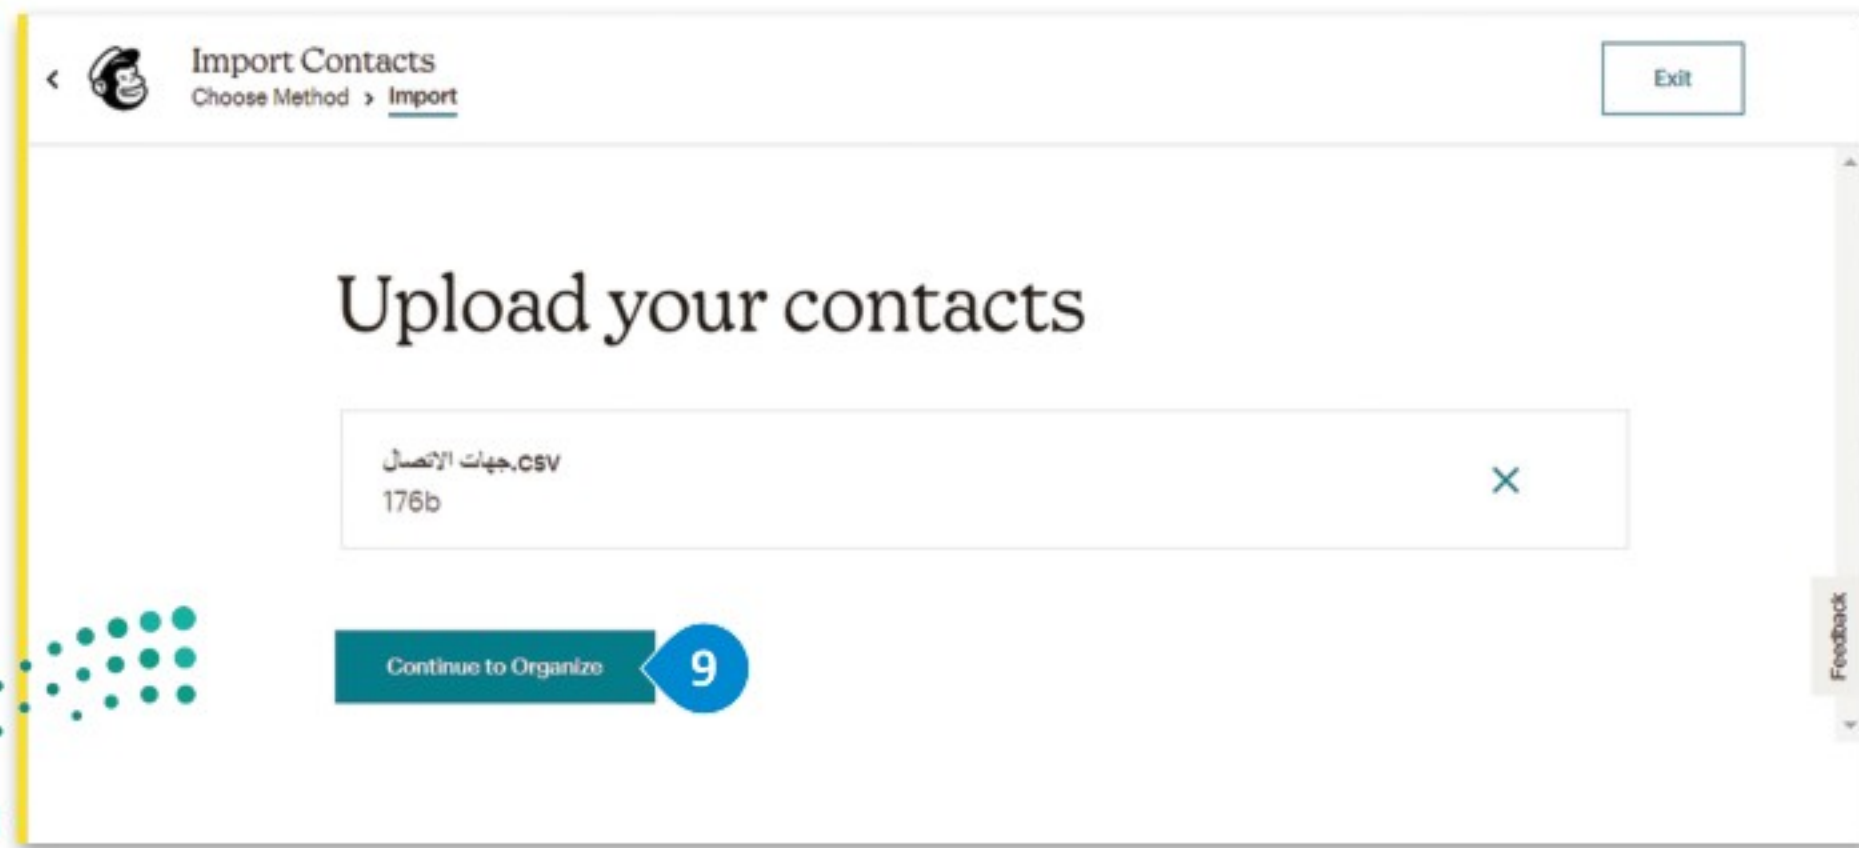 Import Contacts
Exit
Choose Method › Import
Upload your contacts
جهات الاتصال.csv
176b
Continue to Organize
9
Feedback